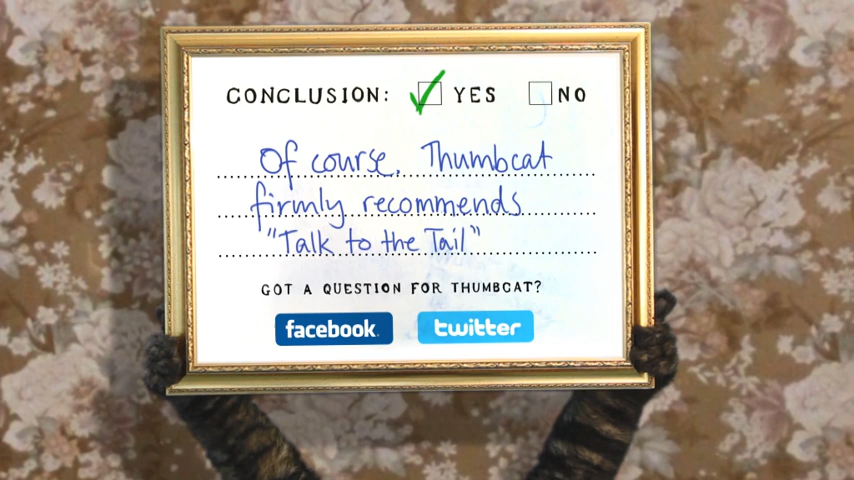 CONCLUSION: YES NO
Of course. Thumbcat
firmly recommends
"Talk to the Tail"
GOT A QUESTION FOR THUMBCAT?
facebook. twitter